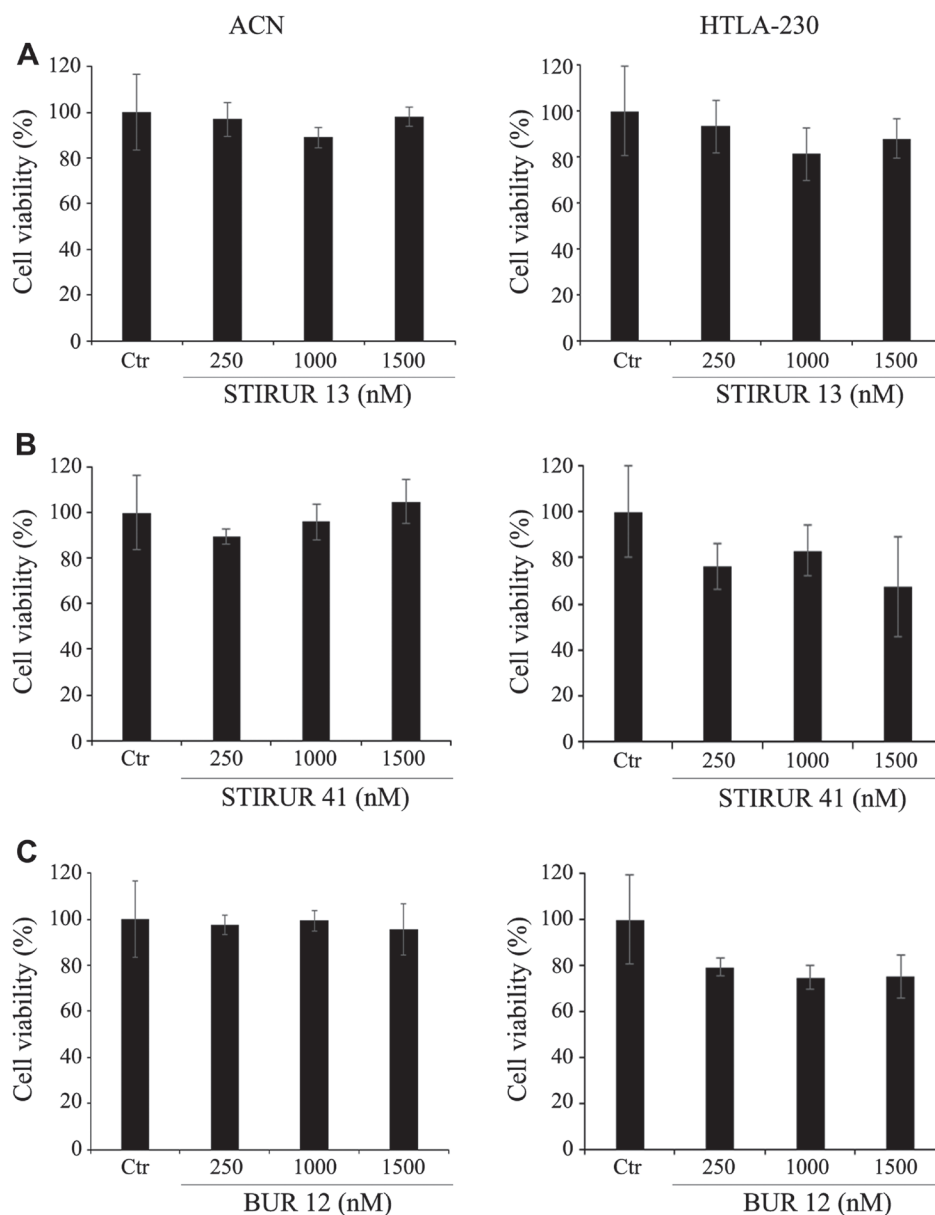 ACN
HTLA-230
A
Cell viability (%)
120
100
80
60
40
20
0
Ctr 250 1000 1500
STIRUR 13 (nM)
Cell viability (%)
120
100
80
60
40
20
0
Ctr 250 1000 1500
STIRUR 13 (nM)
B
Cell viability (%)
120
100
80
60
40
20
0
Ctr 250 1000 1500
STIRUR 41 (nM)
Cell viability (%)
120
100
80
60
40
20
0
Ctr 250 1000 1500
STIRUR 41 (nM)
C
Cell viability (%)
120
100
80
60
40
20
0
Ctr 250 1000 1500
BUR 12 (nM)
Cell viability (%)
120
100
80
60
40
20
0
Ctr 250 1000 1500
BUR 12 (nM)